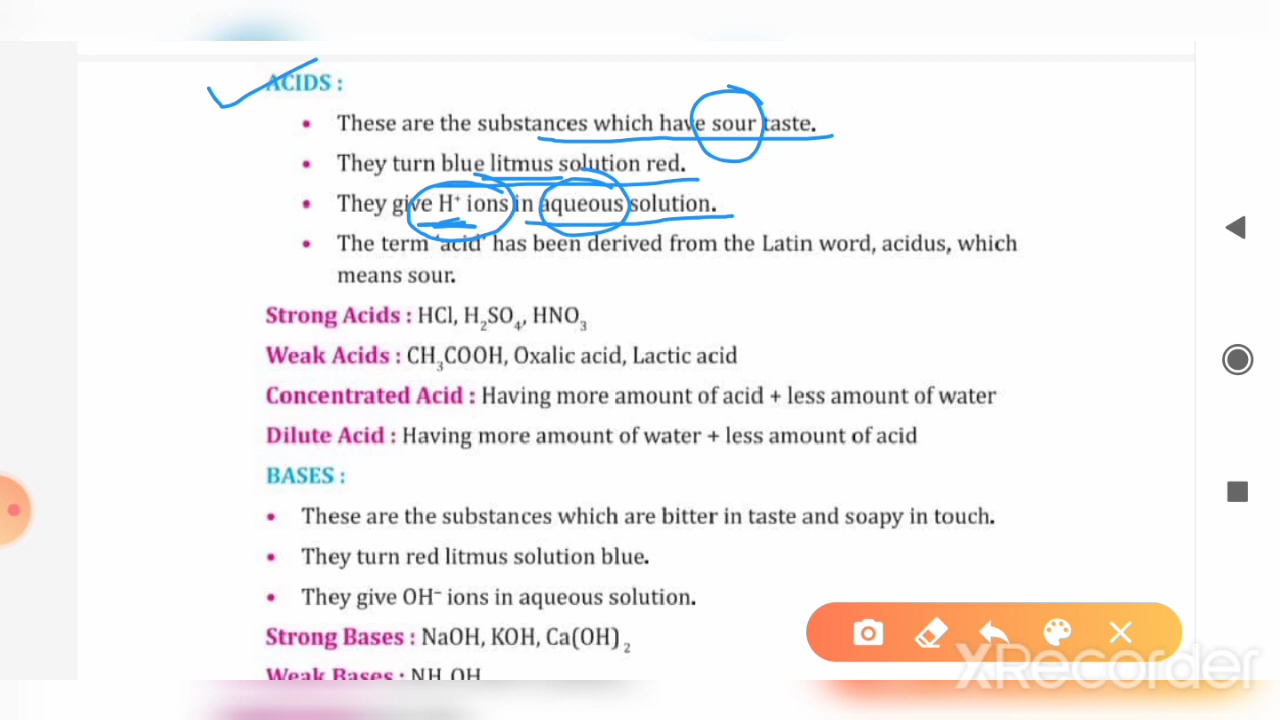 ACIDS :
• These are the substances which have sour taste.
• They turn blue litmus solution red.
• They give H⁺ ions in aqueous solution.
• The term 'acid' has been derived from the Latin word, acidus, which
means sour.
Strong Acids : HCl, H₂SO₄, HNO₃
Weak Acids : CH₃COOH, Oxalic acid, Lactic acid
Concentrated Acid : Having more amount of acid + less amount of water
Dilute Acid : Having more amount of water + less amount of acid
BASES :
• These are the substances which are bitter in taste and soapy in touch.
• They turn red litmus solution blue.
• They give OH⁻ ions in aqueous solution.
Strong Bases : NaOH, KOH, Ca(OH)₂
Weak Bases : NH₄OH
XRecorder